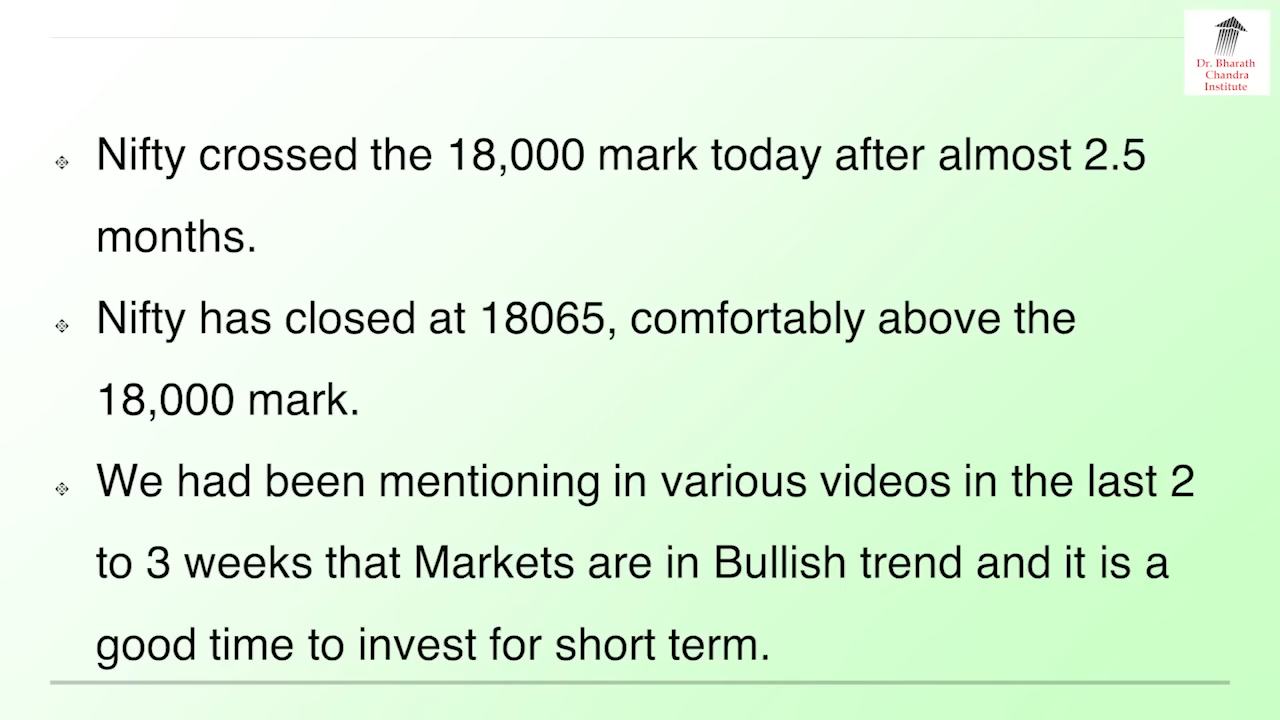 Dr. Bharath
Chandra
Institute
Nifty crossed the 18,000 mark today after almost 2.5
months.
Nifty has closed at 18065, comfortably above the
18,000 mark.
We had been mentioning in various videos in the last 2
to 3 weeks that Markets are in Bullish trend and it is a
good time to invest for short term.